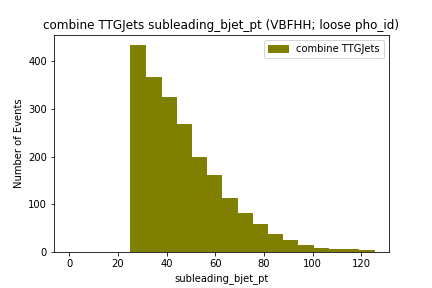 combine TTGJets subleading_bjet_pt (VBFHH; loose pho_id)
combine TTGJets
Number of Events
400
300
200
100
0
0 20 40 60 80 100 120
subleading_bjet_pt